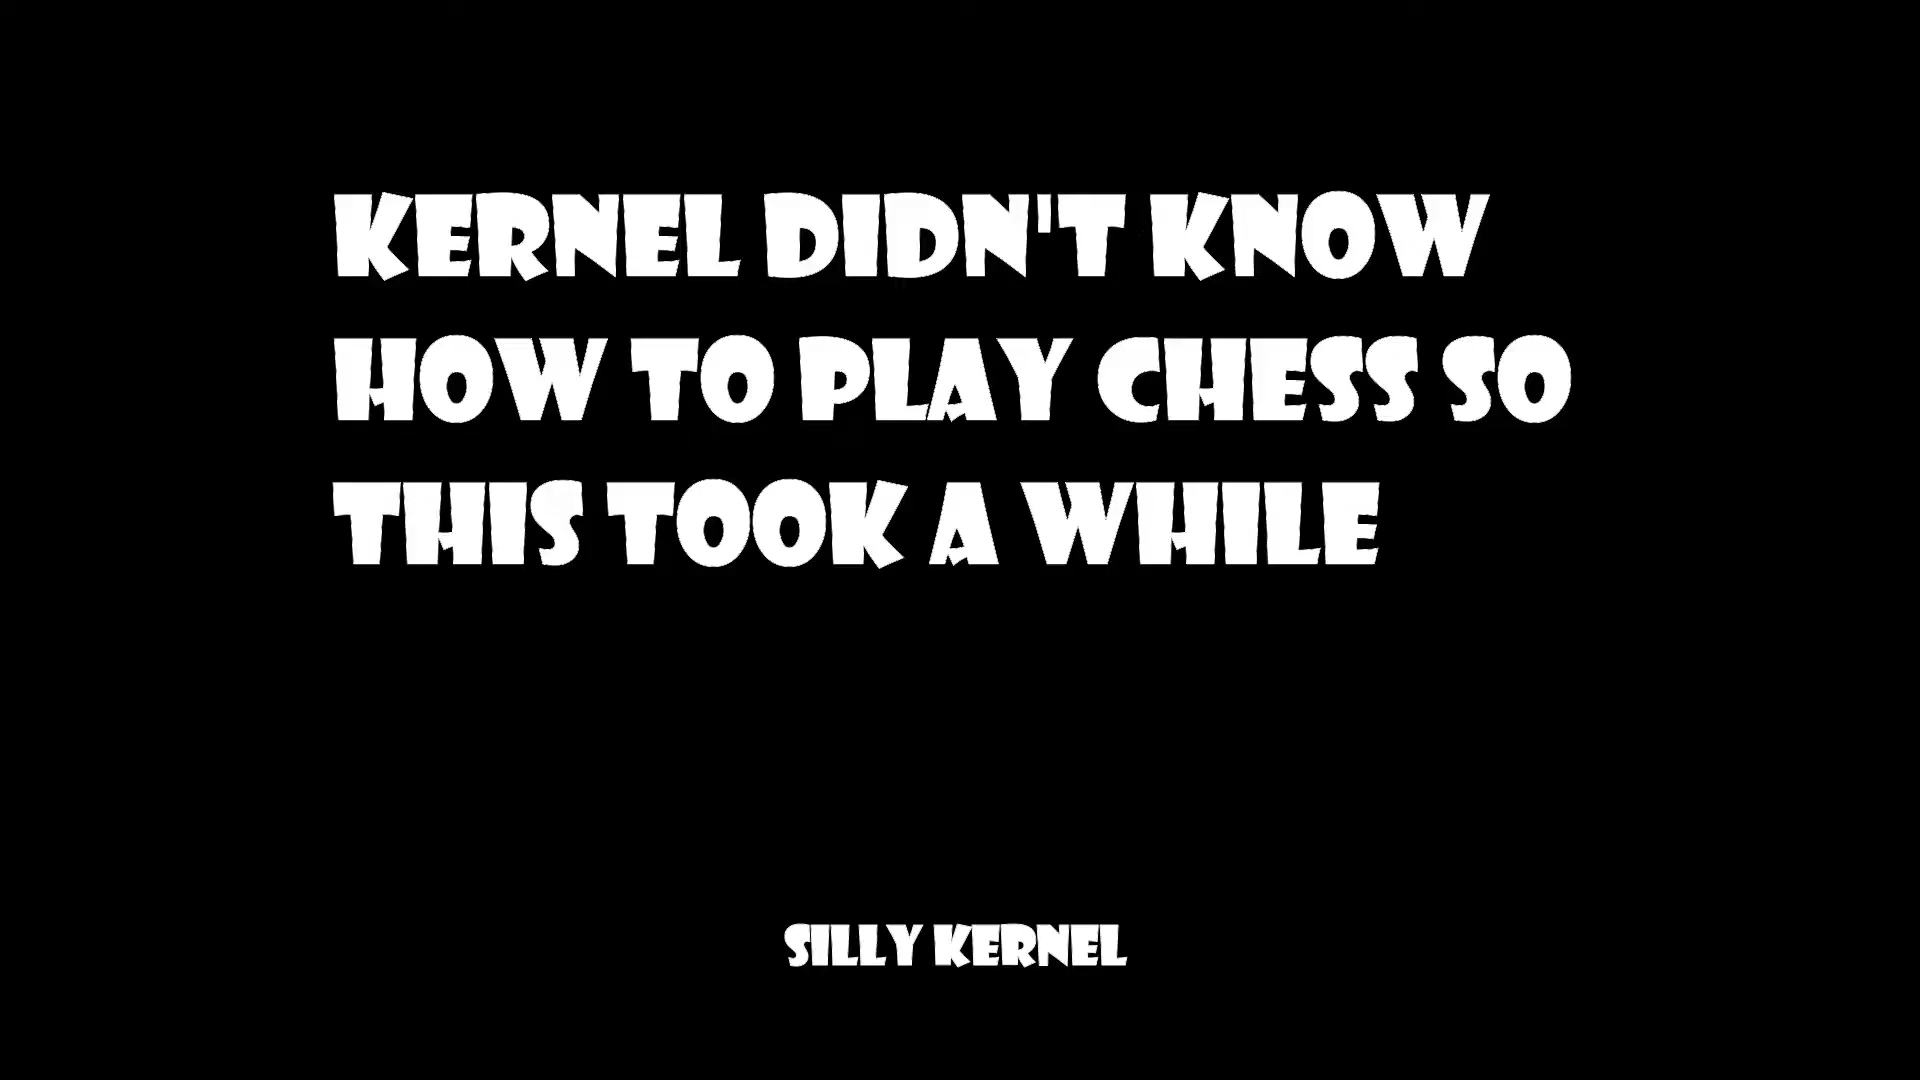 KERNEL DIDN'T KNOW
HOW TO PLAY CHESS SO
THIS TOOK A WHILE
SILLY KERNEL